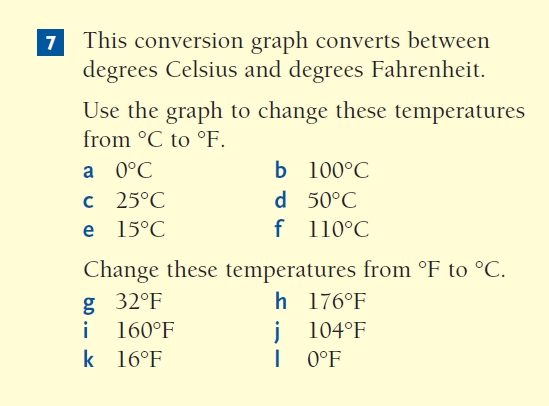 7 This conversion graph converts between
degrees Celsius and degrees Fahrenheit.
Use the graph to change these temperatures
from °C to °F.
a 0°C b 100°C
c 25°C d 50°C
e 15°C f 110°C
Change these temperatures from °F to °C.
g 32°F h 176°F
i 160°F j 104°F
k 16°F l 0°F